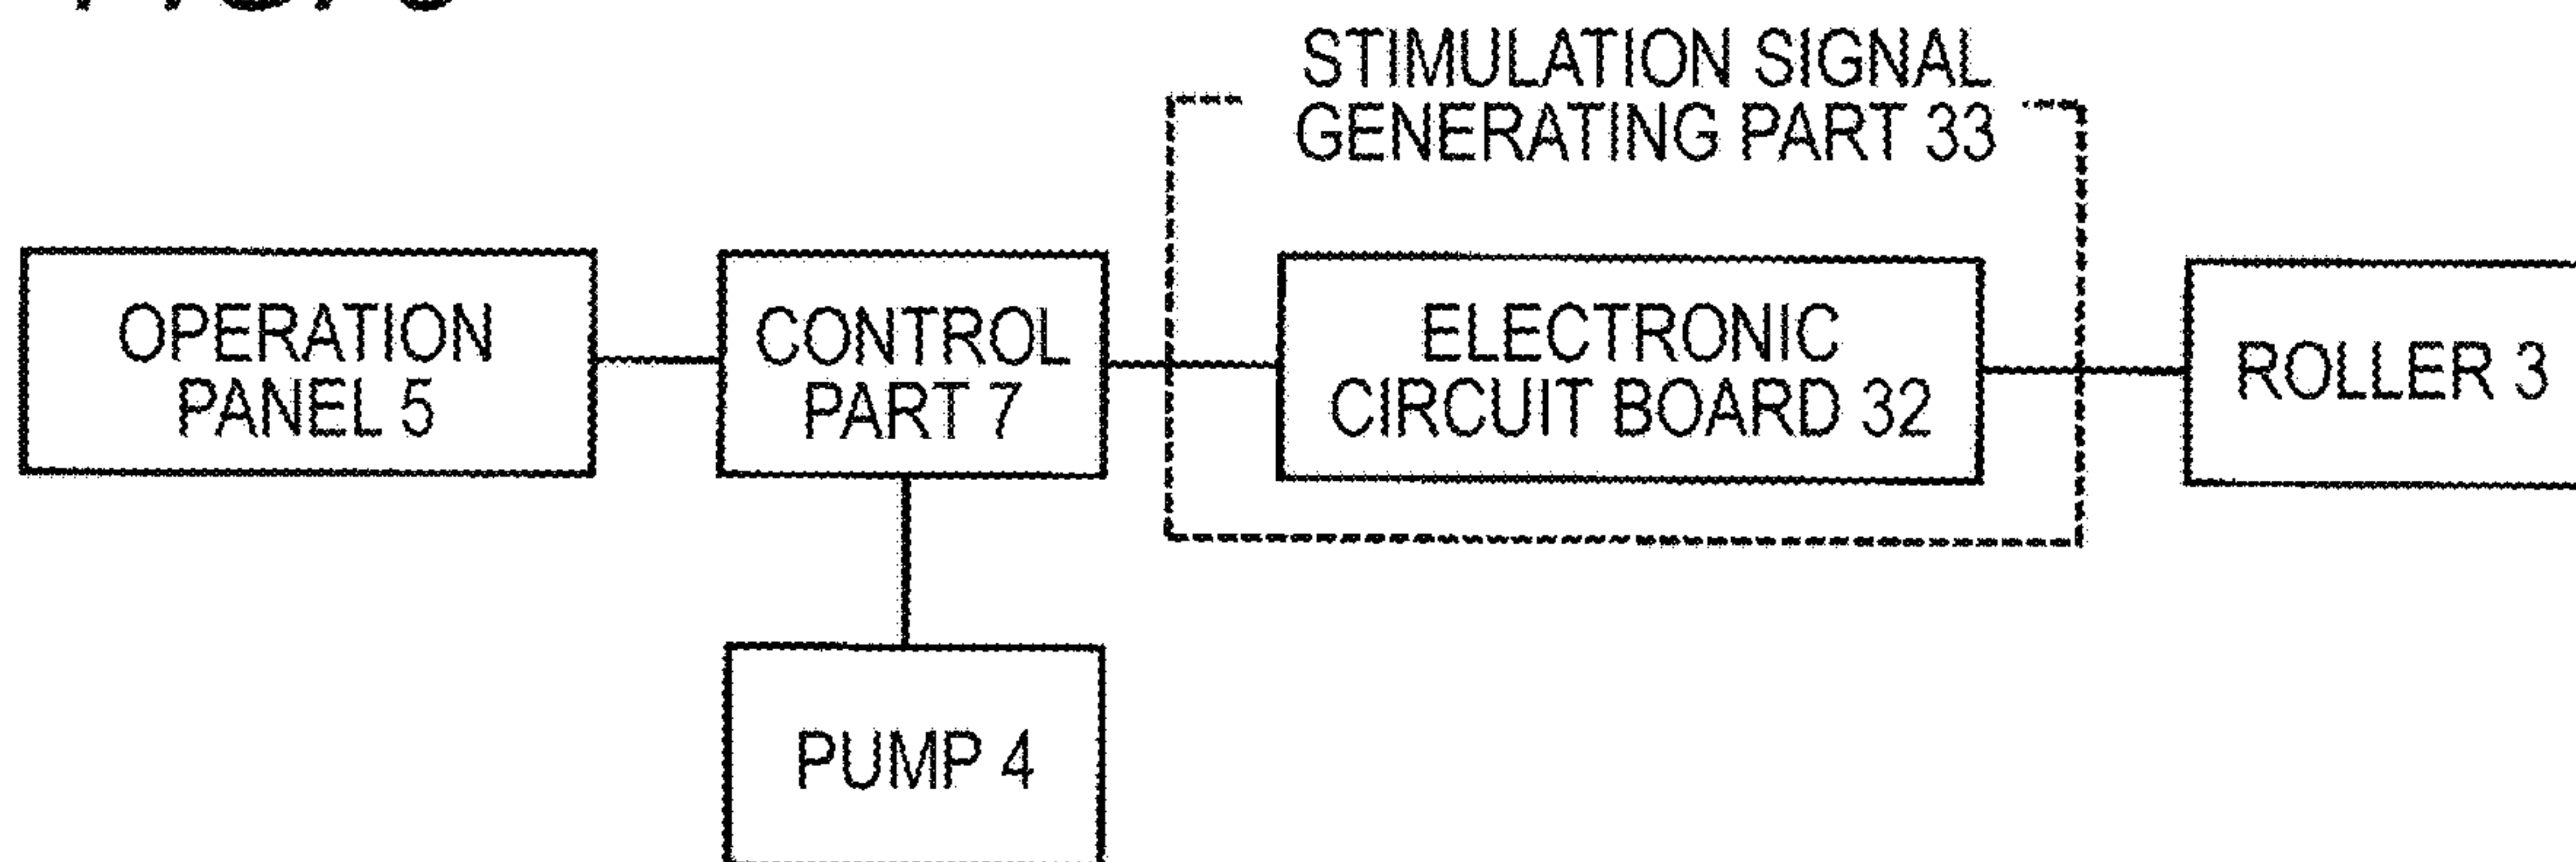 STIMULATION SIGNAL
GENERATING PART 33
OPERATION
PANEL 5
CONTROL
PART 7
ELECTRONIC
CIRCUIT BOARD 32
ROLLER 3
PUMP 4